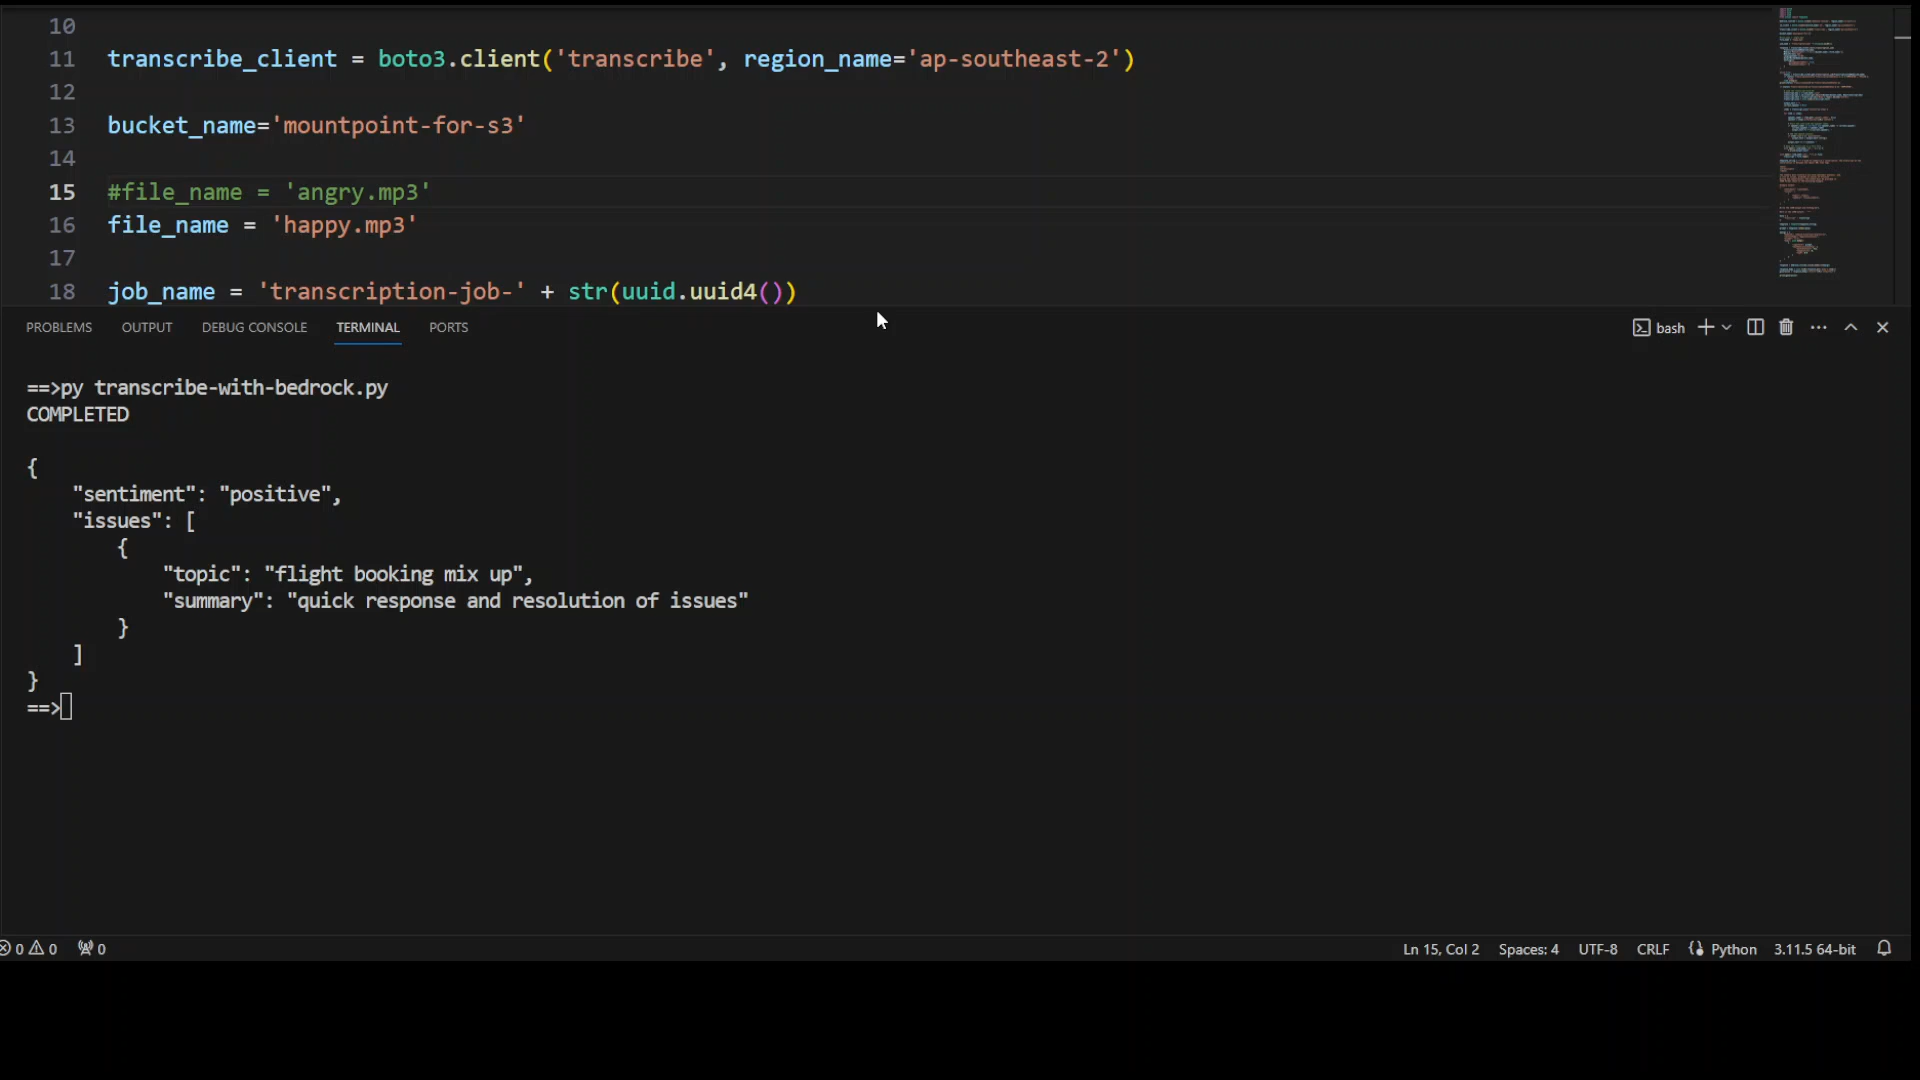 10
11 transcribe_client = boto3.client('transcribe', region_name='ap-southeast-2')
12
13 bucket_name='mountpoint-for-s3'
14
15 #file_name = 'angry.mp3'
16 file_name = 'happy.mp3'
17
18 job_name = 'transcription-job-' + str(uuid.uuid4())
PROBLEMS OUTPUT DEBUG CONSOLE TERMINAL PORTS bash
==>py transcribe-with-bedrock.py
COMPLETED
{
"sentiment": "positive",
"issues": [
{
"topic": "flight booking mix up",
"summary": "quick response and resolution of issues"
}
]
}
==>
0 0 0 Ln 15, Col 2 Spaces: 4 UTF-8 CRLF Python 3.11.5 64-bit